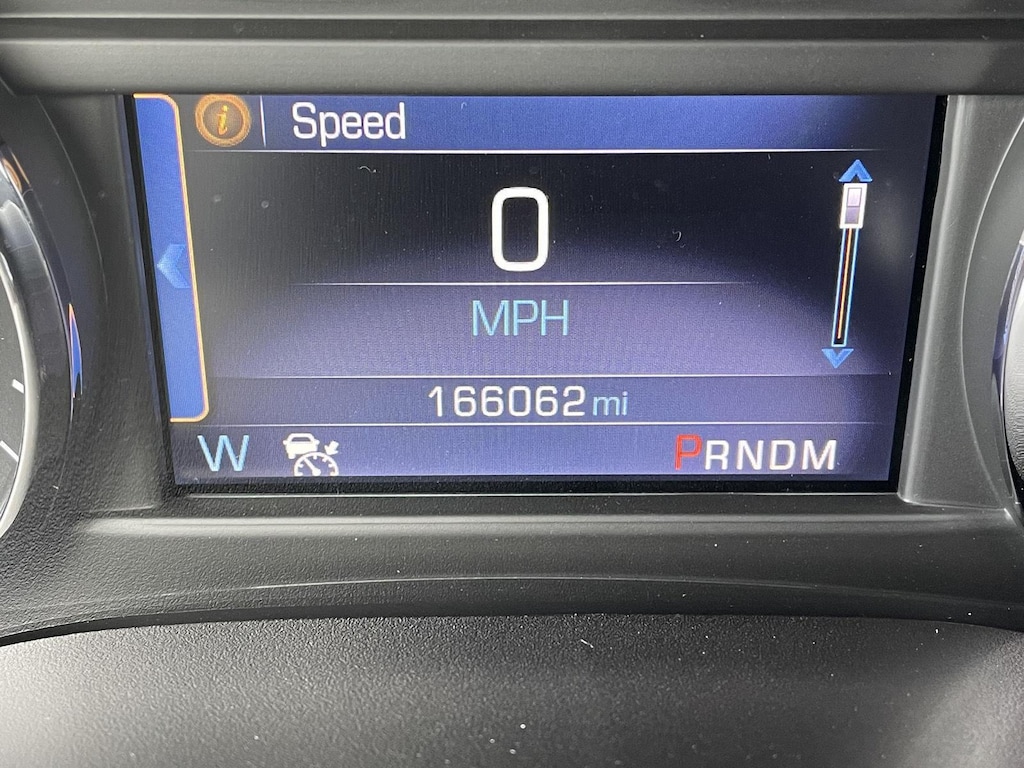 i Speed
0
MPH
166062 mi
W PRNDM